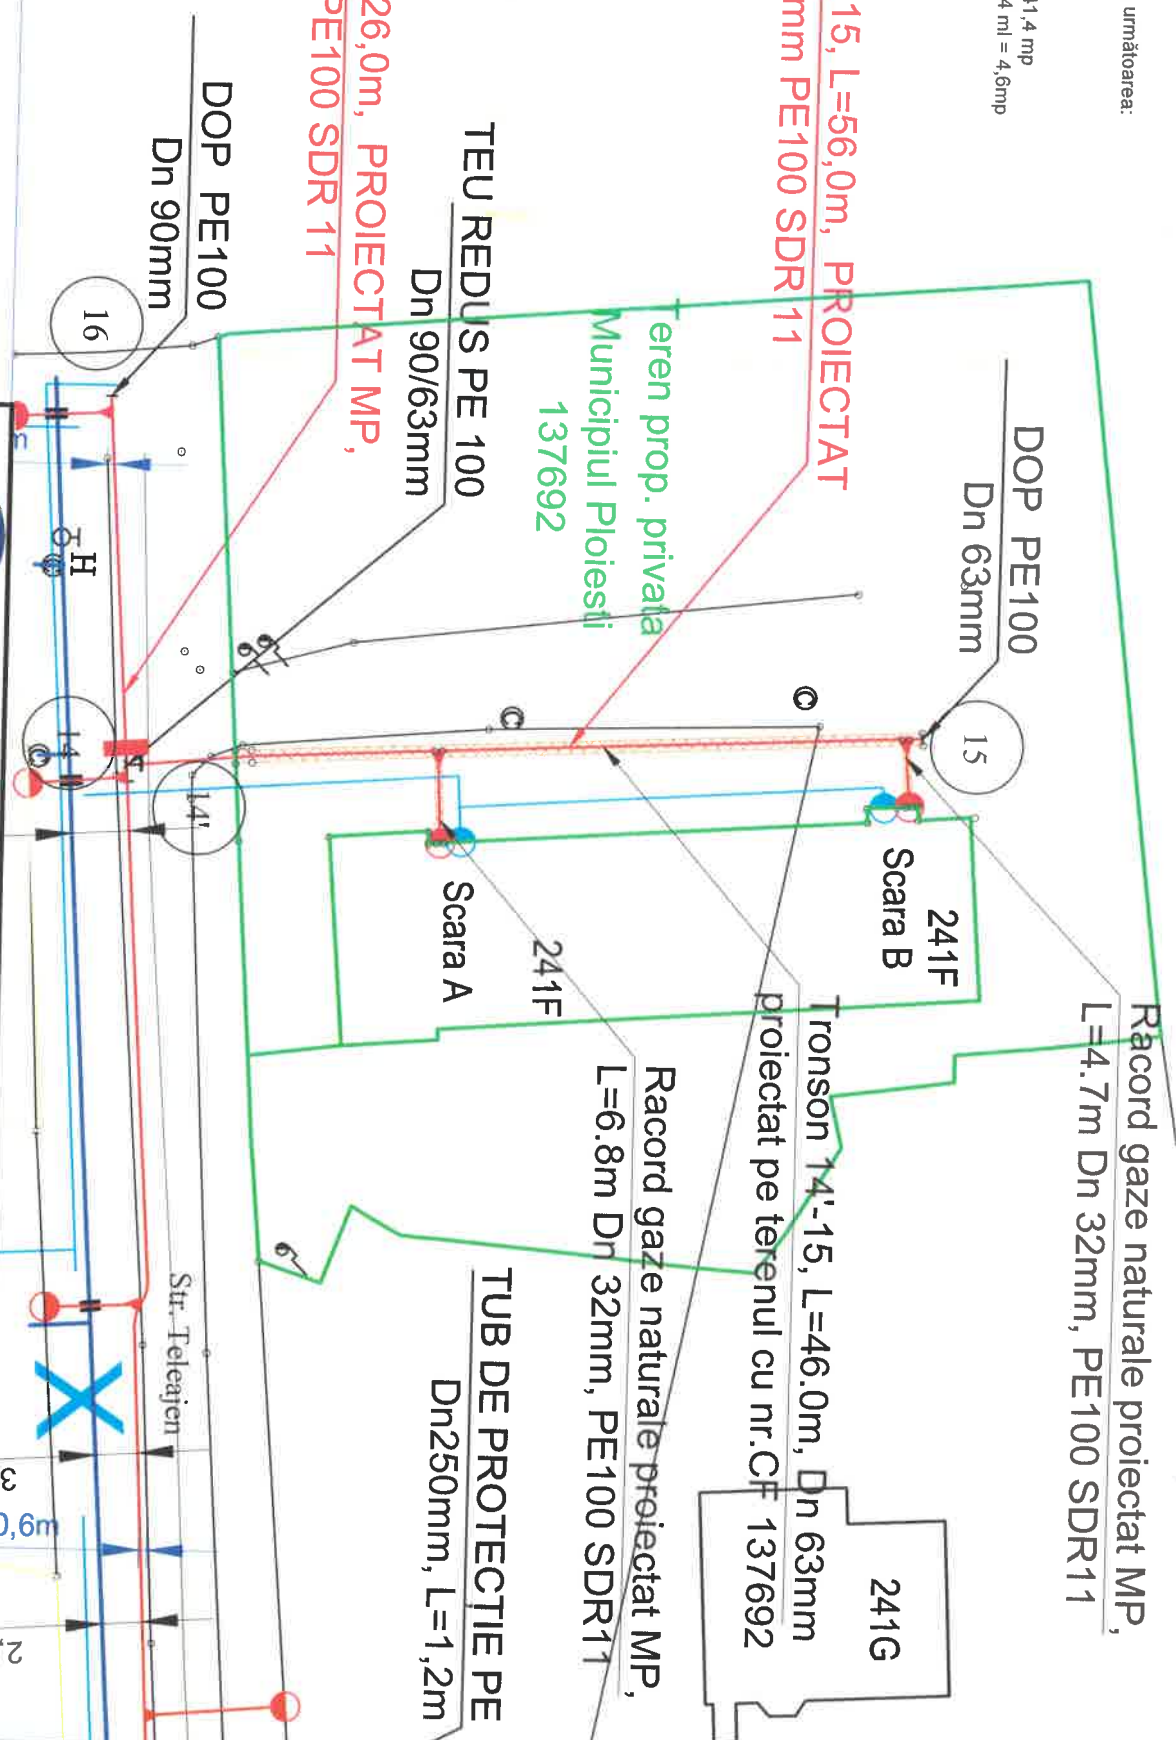 următoarea:
41,4 mp
4 ml = 4,6mp
15, L=56,0m, PROIECTAT
mm PE100 SDR 11
26,0m, PROIECTAT MP,
PE100 SDR 11
DOP PE100
Dn 90mm
TEU REDUS PE 100
Dn 90/63mm
Teren prop. privata
Municipiul Ploiesti
137692
DOP PE100
Dn 63mm
16
15
14
14'
H
C
C
C
C
241F
Scara B
241F
Scara A
Racord gaze naturale proiectat MP,
L=4.7m Dn 32mm, PE100 SDR11
Tronson 14'-15, L=46.0m, Dn 63mm
proiectat pe terenul cu nr.CF 137692
Racord gaze naturale proiectat MP,
L=6.8m Dn 32mm, PE100 SDR11
TUB DE PROTECTIE PE
Dn250mm, L=1,2m
241G
Str. Teleajen
X
3
0,6m
m